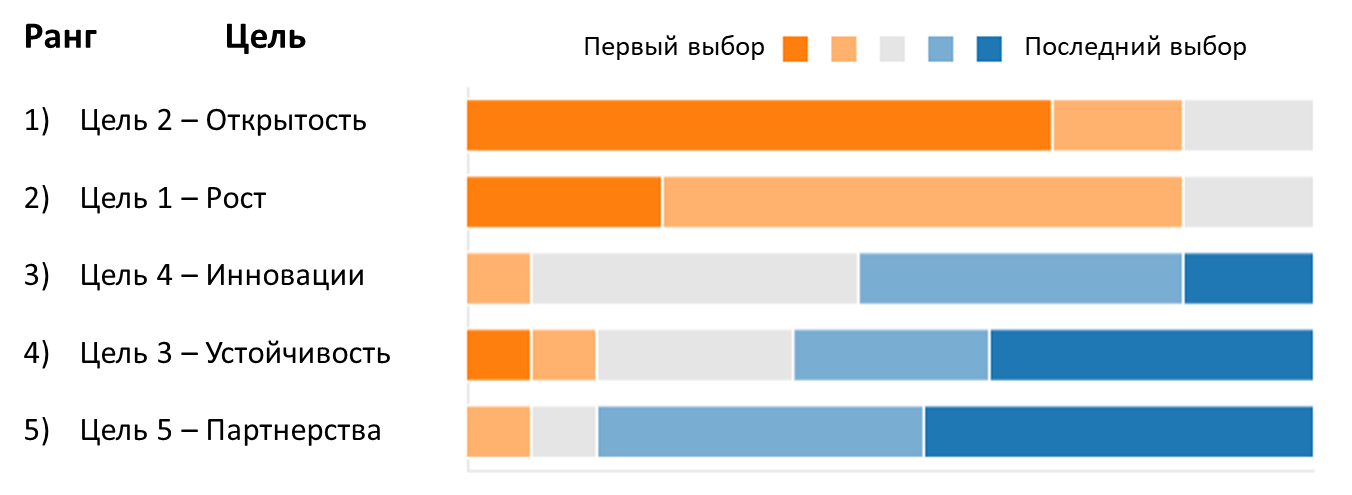 Ранг Цель
Первый выбор Последний выбор
1) Цель 2 – Открытость
2) Цель 1 – Рост
3) Цель 4 – Инновации
4) Цель 3 – Устойчивость
5) Цель 5 – Партнерства